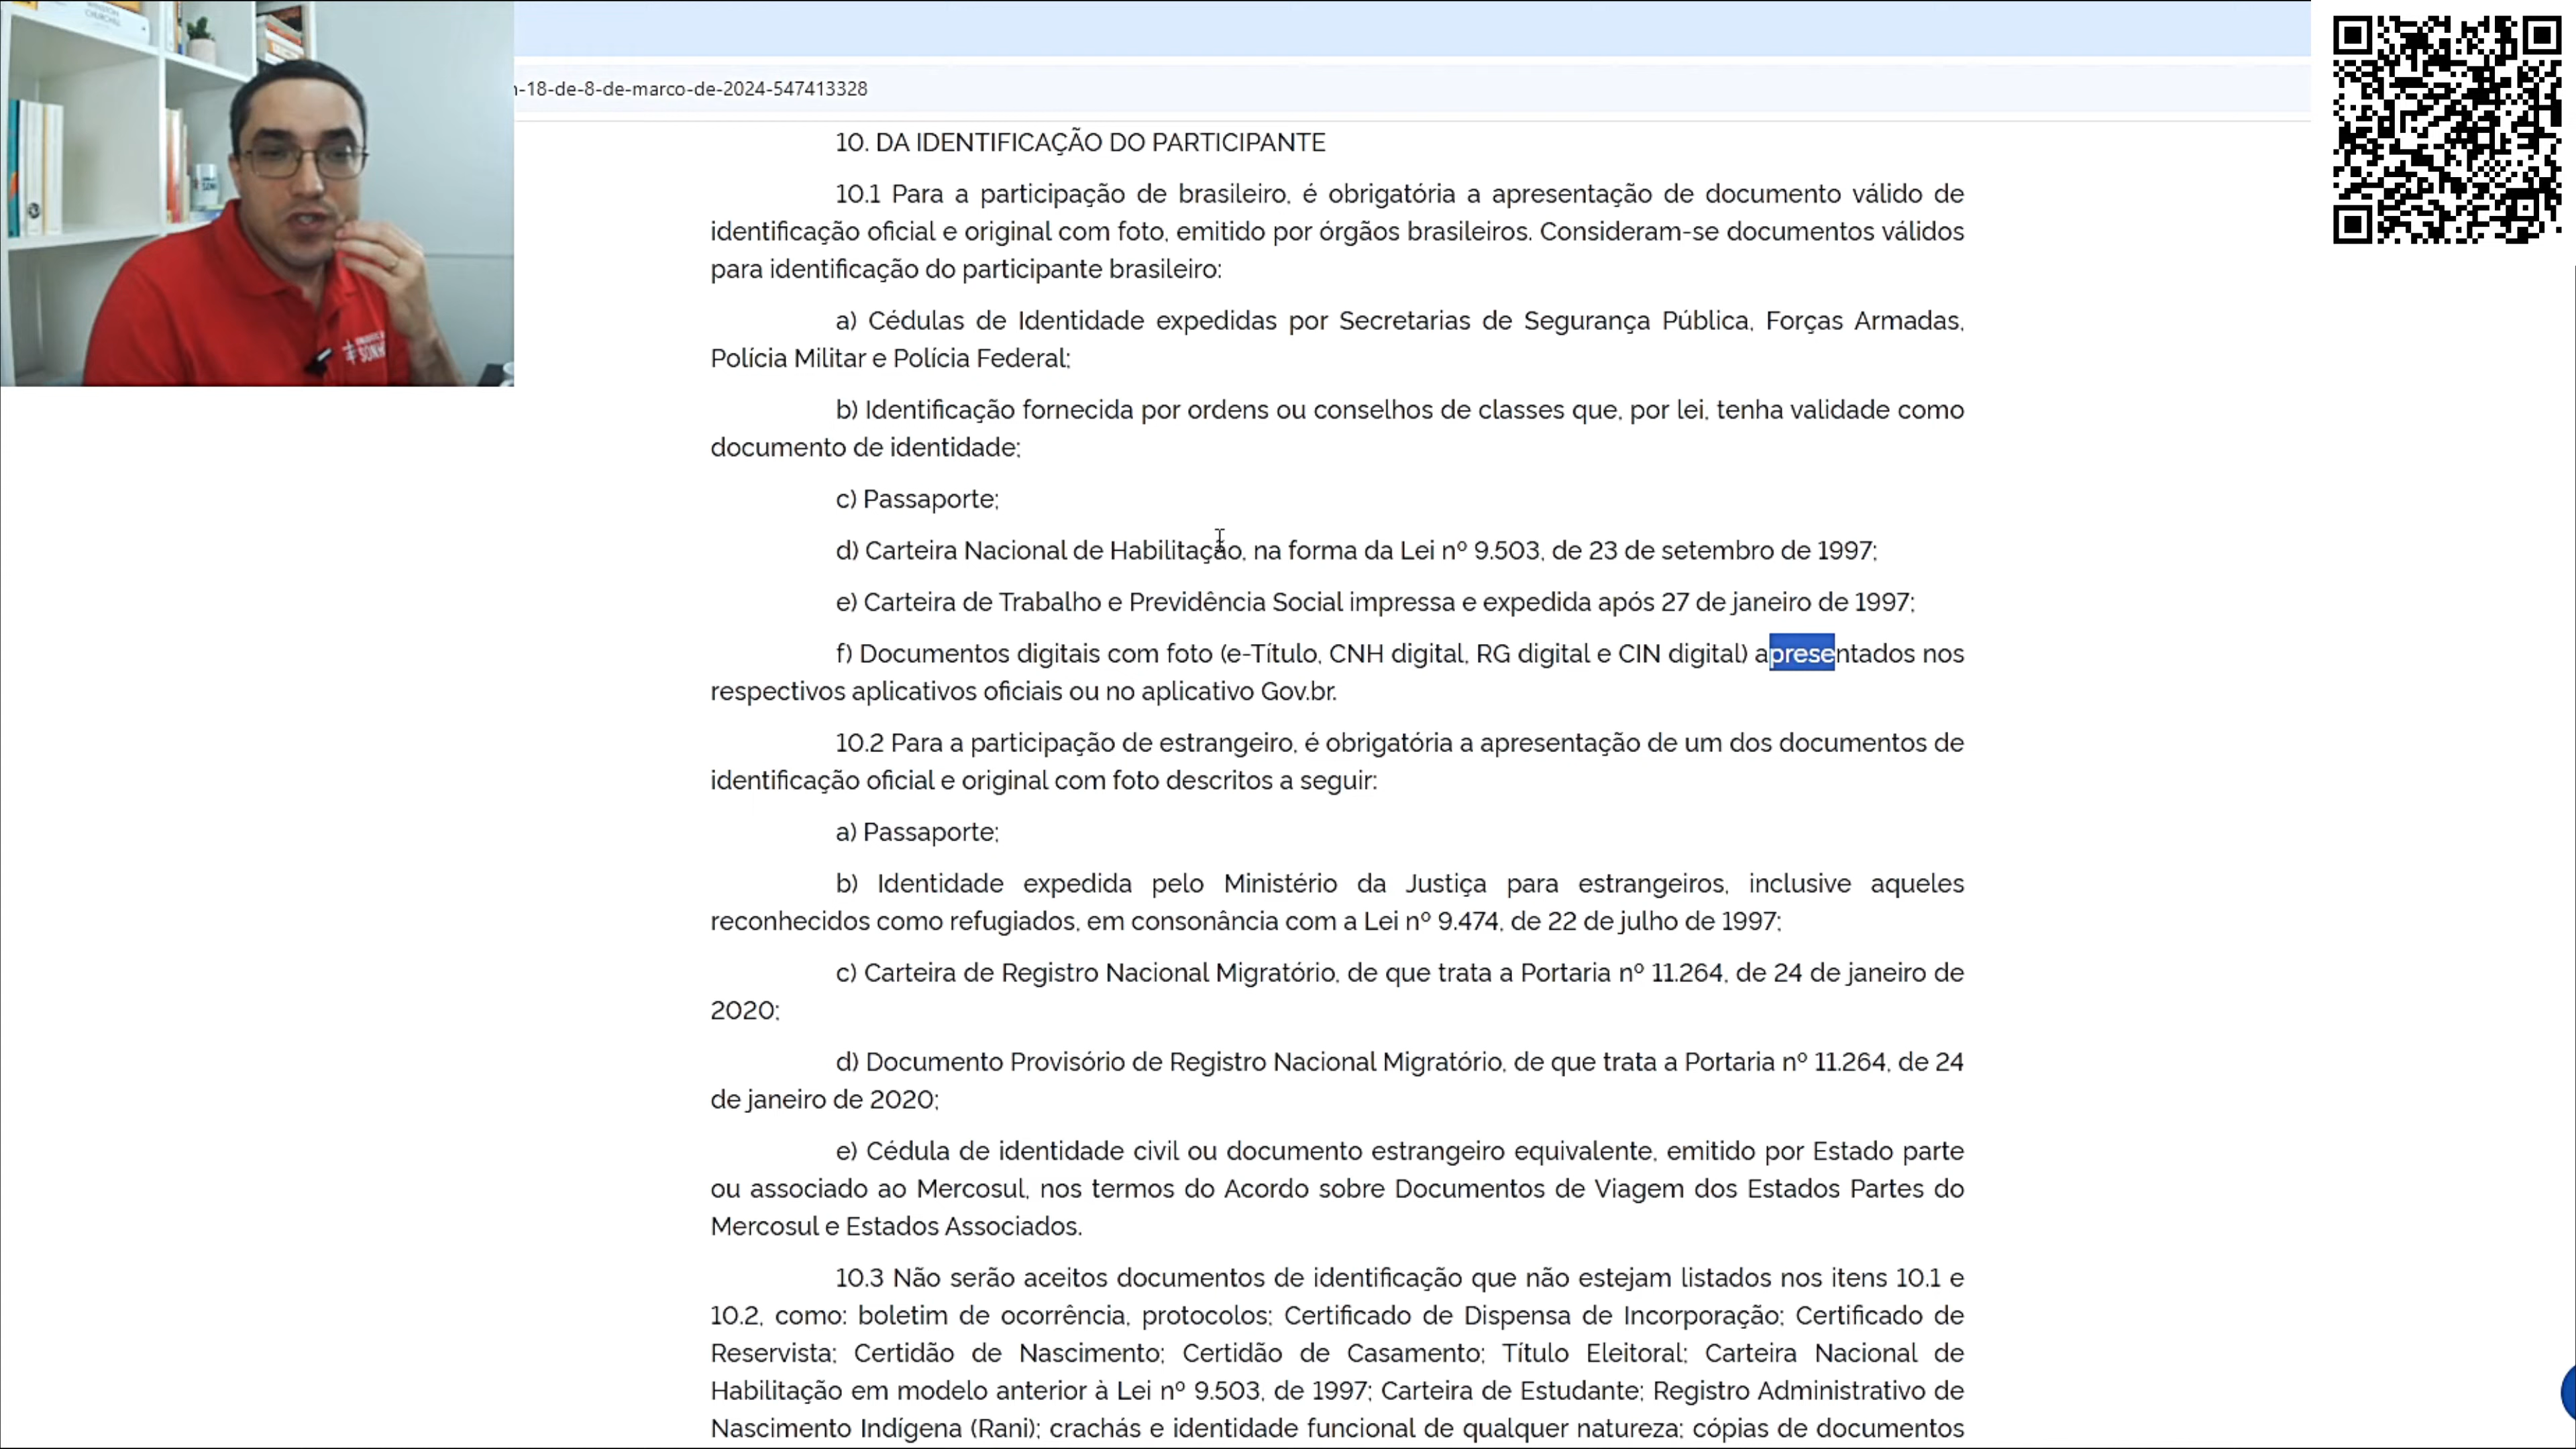 WINSTON
CHURCHILL
n-18-de-8-de-marco-de-2024-547413328
10. DA IDENTIFICAÇÃO DO PARTICIPANTE
10.1 Para a participação de brasileiro, é obrigatória a apresentação de documento válido de
identificação oficial e original com foto, emitido por órgãos brasileiros. Consideram-se documentos válidos
para identificação do participante brasileiro:
a) Cédulas de Identidade expedidas por Secretarias de Segurança Pública, Forças Armadas,
Polícia Militar e Polícia Federal;
b) Identificação fornecida por ordens ou conselhos de classes que, por lei, tenha validade como
documento de identidade;
c) Passaporte;
d) Carteira Nacional de Habilitação, na forma da Lei nº 9.503, de 23 de setembro de 1997;
e) Carteira de Trabalho e Previdência Social impressa e expedida após 27 de janeiro de 1997;
f) Documentos digitais com foto (e-Título, CNH digital, RG digital e CIN digital) apresentados nos
respectivos aplicativos oficiais ou no aplicativo Gov.br.
10.2 Para a participação de estrangeiro, é obrigatória a apresentação de um dos documentos de
identificação oficial e original com foto descritos a seguir:
a) Passaporte;
b) Identidade expedida pelo Ministério da Justiça para estrangeiros, inclusive aqueles
reconhecidos como refugiados, em consonância com a Lei nº 9.474, de 22 de julho de 1997;
c) Carteira de Registro Nacional Migratório, de que trata a Portaria nº 11.264, de 24 de janeiro de
2020;
d) Documento Provisório de Registro Nacional Migratório, de que trata a Portaria nº 11.264, de 24
de janeiro de 2020;
e) Cédula de identidade civil ou documento estrangeiro equivalente, emitido por Estado parte
ou associado ao Mercosul, nos termos do Acordo sobre Documentos de Viagem dos Estados Partes do
Mercosul e Estados Associados.
10.3 Não serão aceitos documentos de identificação que não estejam listados nos itens 10.1 e
10.2, como: boletim de ocorrência, protocolos; Certificado de Dispensa de Incorporação; Certificado de
Reservista; Certidão de Nascimento; Certidão de Casamento; Título Eleitoral; Carteira Nacional de
Habilitação em modelo anterior à Lei nº 9.503, de 1997; Carteira de Estudante; Registro Administrativo de
Nascimento Indígena (Rani); crachás e identidade funcional de qualquer natureza; cópias de documentos